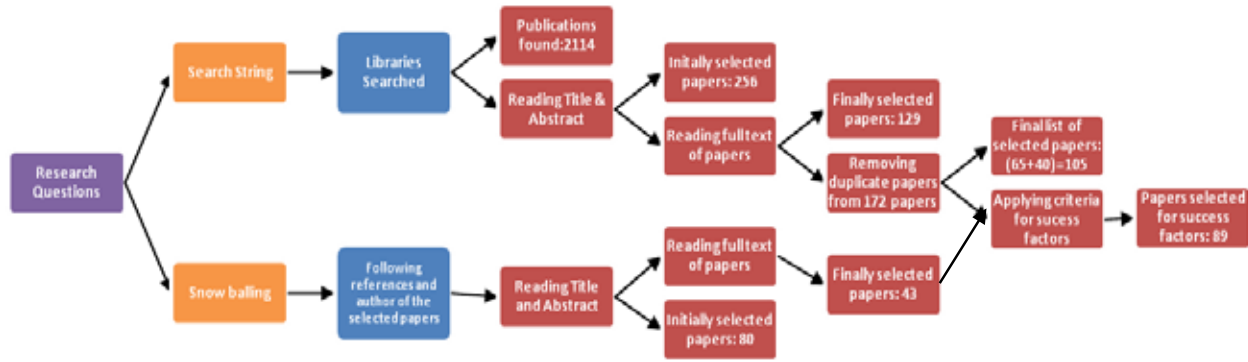 Research
Questions
Search String
Libraries
Searched
Publications
found:2114
Reading Title &
Abstract
Initally selected
papers: 256
Reading full text
of papers
Finally selected
papers: 129
Removing
duplicate papers
from 172 papers
Final list of
selected papers:
(65+40)=105
Applying criteria
for sucess
factors
Papers selected
for success
factors: 89
Snow balling
Following
references and
author of the
selected papers
Reading Title
and Abstract
Reading full text
of papers
Initially selected
papers: 80
Finally selected
papers: 43